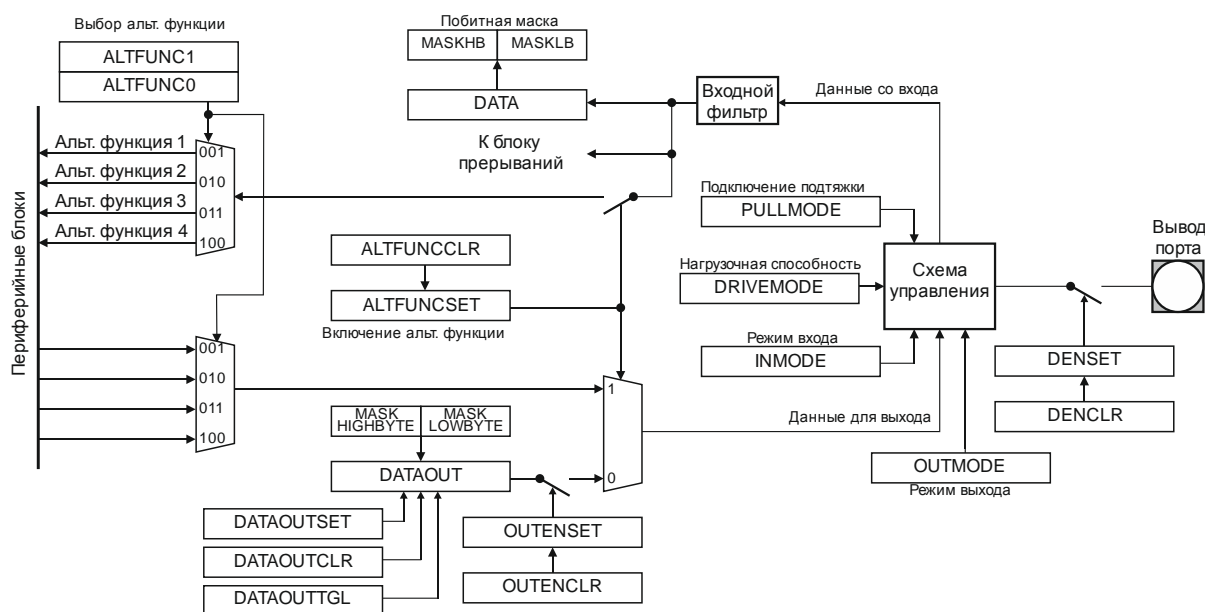 Выбор альт. функции
ALTFUNC1
ALTFUNC0
Побитная маска
MASKHB
MASKLB
DATA
Входной
фильтр
Данные со входа
К блоку
прерываний
Альт. функция 1
Альт. функция 2
Альт. функция 3
Альт. функция 4
001
010
011
100
Периферийные блоки
Подключение подтяжки
PULLMODE
ALTFUNCCLR
ALTFUNCSET
Включение альт. функции
Нагрузочная способность
DRIVEMODE
Схема
управления
Вывод
порта
Режим входа
INMODE
DENSET
DENCLR
001
010
011
100
1
0
MASK
HIGHBYTE
MASK
LOWBYTE
DATAOUT
Данные для выхода
OUTMODE
Режим выхода
DATAOUTSET
DATAOUTCLR
DATAOUTTGL
OUTENSET
OUTENCLR